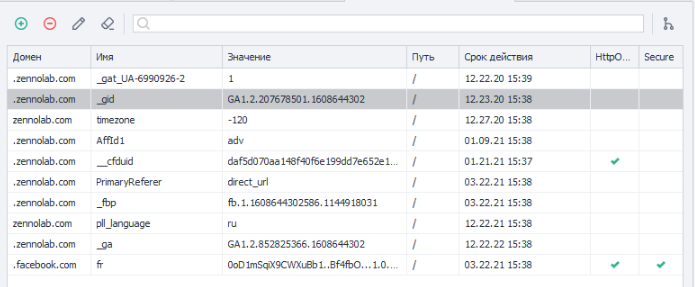 Домен Имя Значение Путь Срок действия HttpO... Secure
.zennolab.com _gat_UA-6990926-2 1 / 12.22.20 15:39
.zennolab.com _gid GA1.2.207678501.1608644302 / 12.23.20 15:38
zennolab.com timezone -120 / 12.27.20 15:38
.zennolab.com AffId1 adv / 01.09.21 15:38
.zennolab.com __cfduid daf5d070aa148f40f6e199dd7e652e1... / 01.21.21 15:37
.zennolab.com PrimaryReferer direct_url / 03.22.21 15:38
.zennolab.com _fbp fb.1.1608644302586.1144918031 / 03.22.21 15:38
zennolab.com pll_language ru / 12.22.21 15:38
.zennolab.com _ga GA1.2.852825366.1608644302 / 12.22.22 15:38
.facebook.com fr 0oD1mSqiX9CWXuBb1..Bf4fbO...1.0.... / 03.22.21 15:38